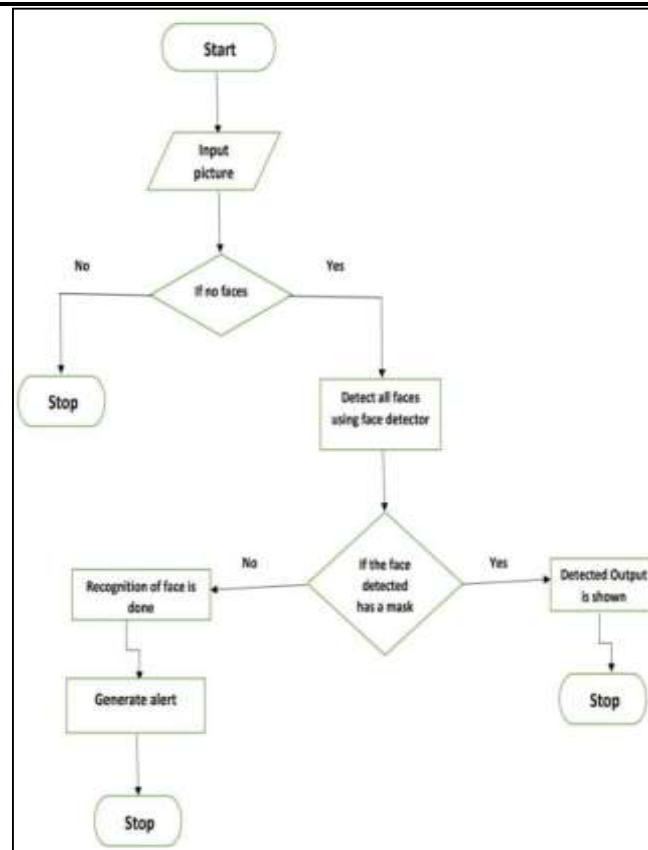 Start
Input
picture
No
Yes
If no faces
Stop
Detect all faces
using face detector
No
If the face
detected
has a mask
Yes
Recognition of face is
done
Detected Output
is shown
Generate alert
Stop
Stop